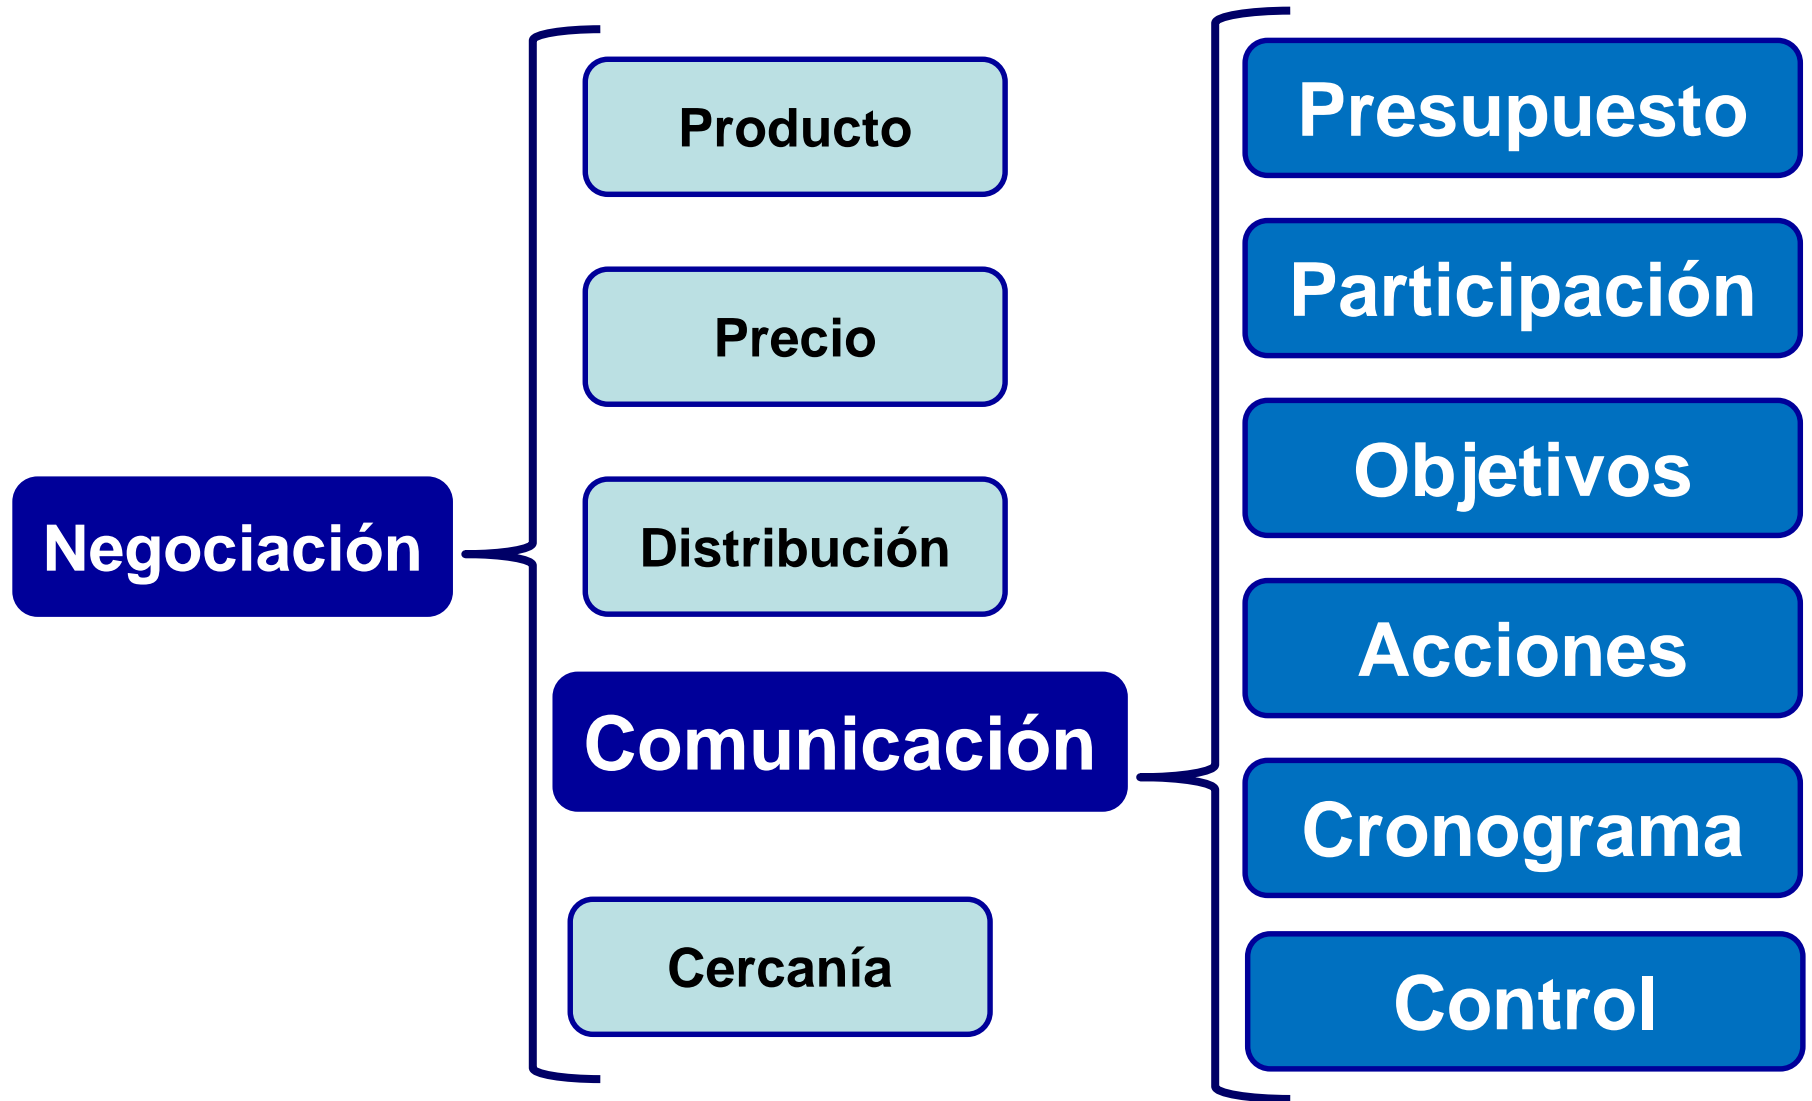 Negociación
Producto
Precio
Distribución
Comunicación
Cercanía
Presupuesto
Participación
Objetivos
Acciones
Cronograma
Control